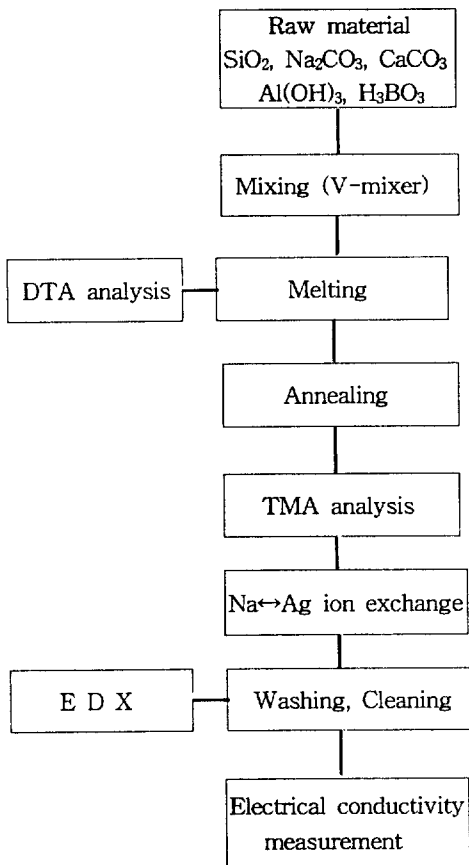 Raw material
SiO₂, Na₂CO₃, CaCO₃
Al(OH)₃, H₃BO₃
Mixing (V-mixer)
DTA analysis
Melting
Annealing
TMA analysis
Na↔Ag ion exchange
E D X
Washing, Cleaning
Electrical conductivity
measurement